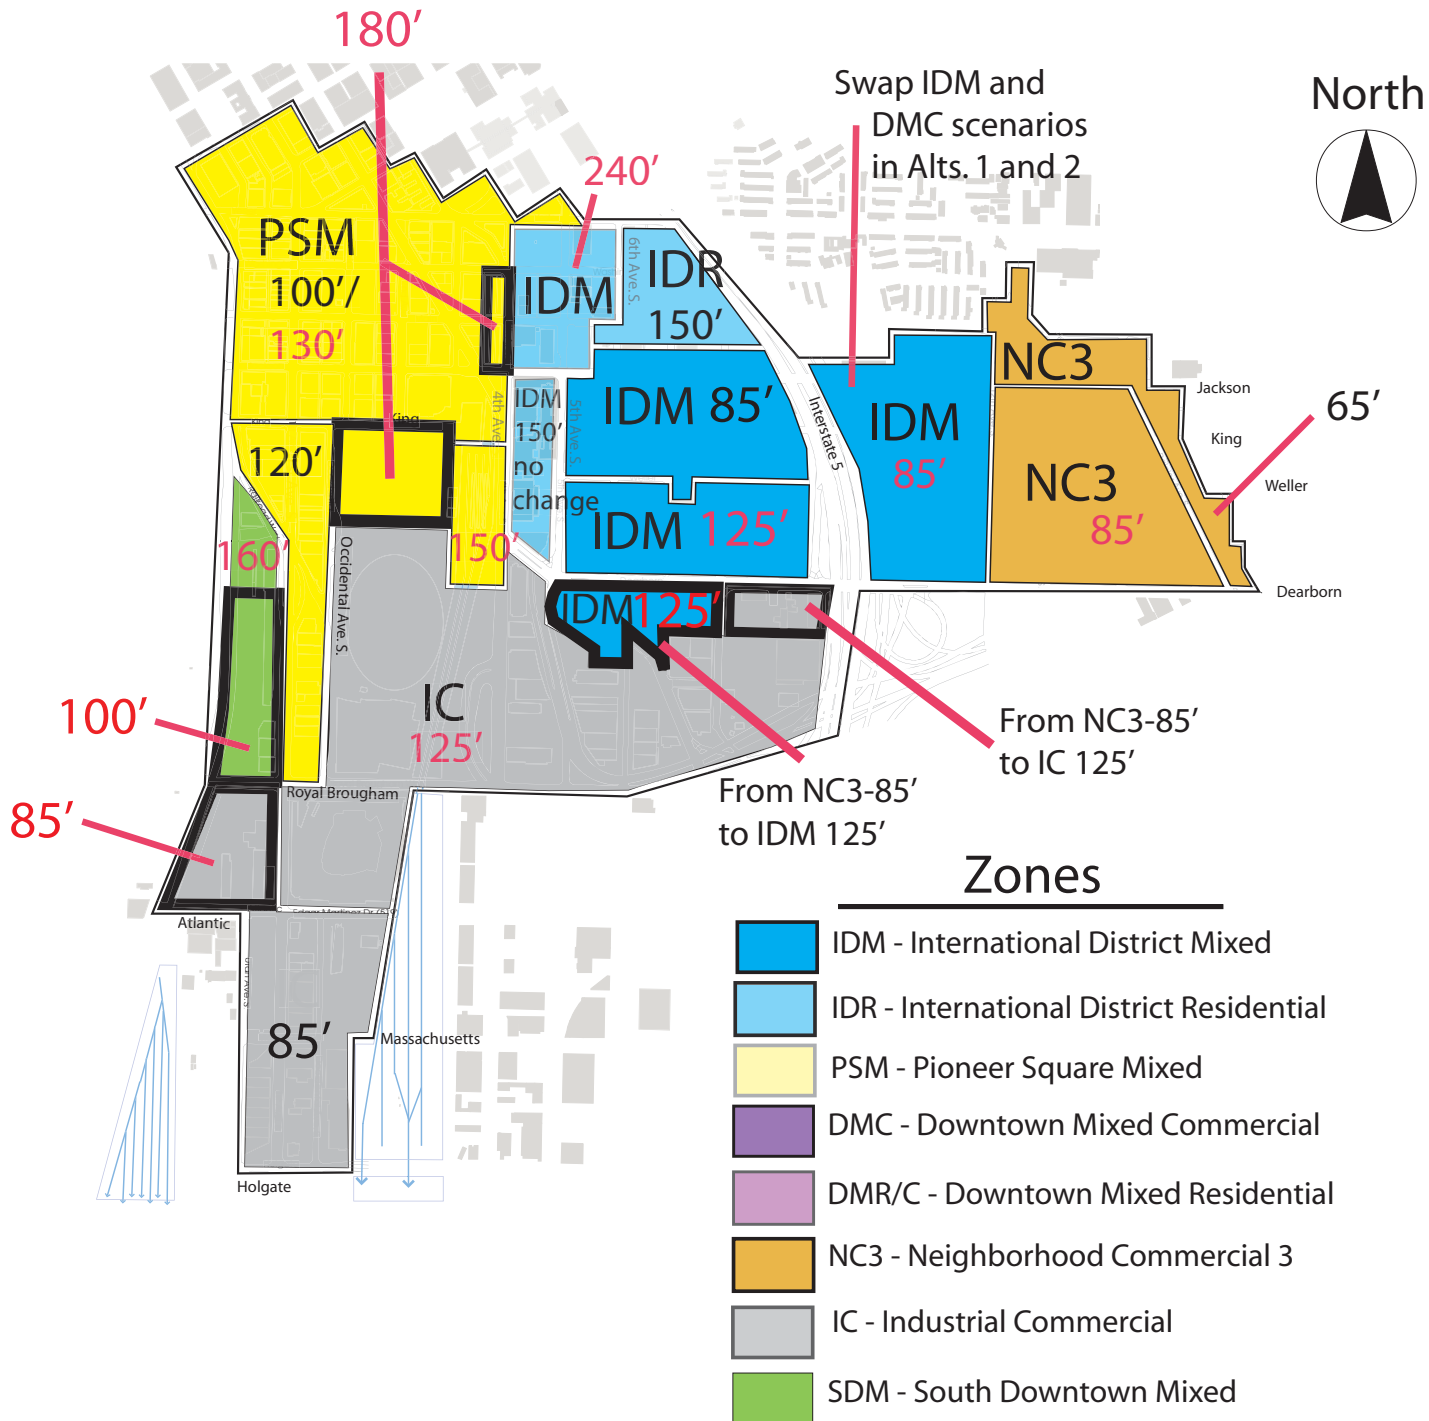 180’
Swap IDM and
DMC scenarios
in Alts. 1 and 2
North
240’
PSM
100’/
130’
IDM
6th Ave. S.
IDR
150’
NC3
Jackson
65’
King
Weller
Dearborn
IDM
150’
no
change
4th Ave.
5th Ave. S.
IDM 85’
Interstate 5
IDM
85’
NC3
85’
King
120’
160’
150’
IDM 125’
Occidental Ave. S.
IDM 125’
100’
IC
125’
From NC3-85’
to IC 125’
From NC3-85’
to IDM 125’
85’
Royal Brougham
Atlantic
85’
Massachusetts
Holgate
Zones
IDM - International District Mixed
IDR - International District Residential
PSM - Pioneer Square Mixed
DMC - Downtown Mixed Commercial
DMR/C - Downtown Mixed Residential
NC3 - Neighborhood Commercial 3
IC - Industrial Commercial
SDM - South Downtown Mixed